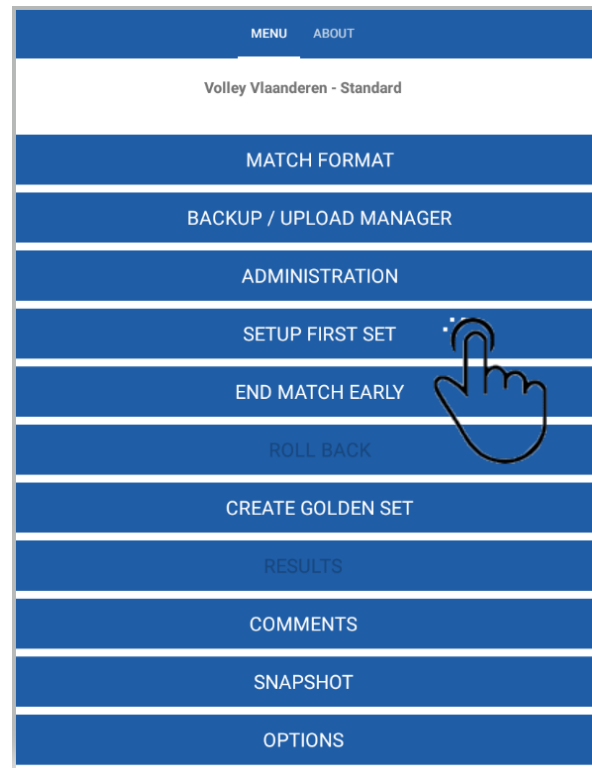 MENU ABOUT
Volley Vlaanderen - Standard
MATCH FORMAT
BACKUP / UPLOAD MANAGER
ADMINISTRATION
SETUP FIRST SET
END MATCH EARLY
ROLL BACK
CREATE GOLDEN SET
RESULTS
COMMENTS
SNAPSHOT
OPTIONS